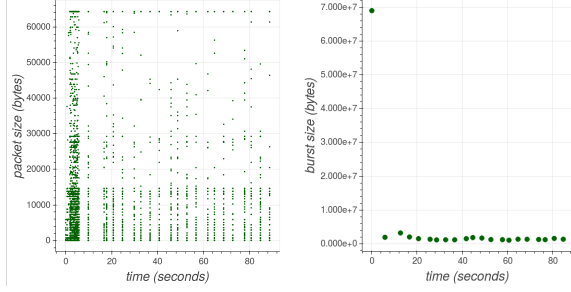 60000
50000
40000
30000
20000
10000
0
packet size (bytes)
0 20 40 60 80
time (seconds)
7.000e+7
6.000e+7
5.000e+7
4.000e+7
3.000e+7
2.000e+7
1.000e+7
0.000e+0
burst size (bytes)
0 20 40 60 80
time (seconds)